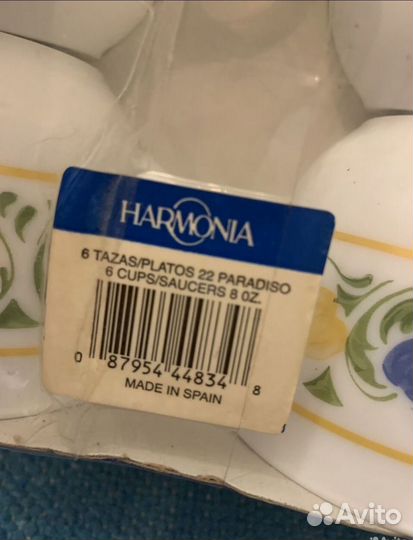 HARMONIA
6 TAZAS/PLATOS 22 PARADISO
6 CUPS/SAUCERS 8 OZ.
0 87954 44834 8
MADE IN SPAIN
Avito